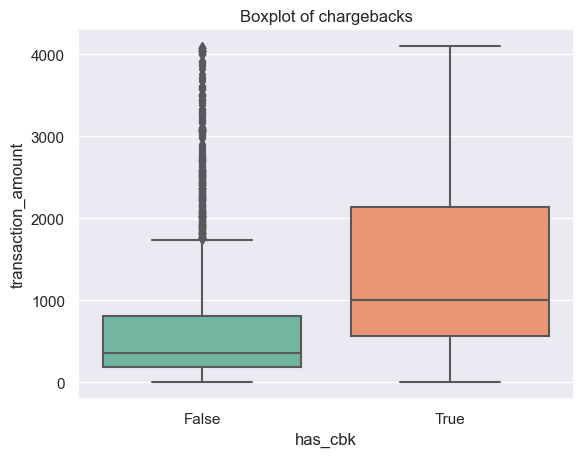 Boxplot of chargebacks
4000
3000
2000
1000
0
transaction_amount
False
True
has_cbk